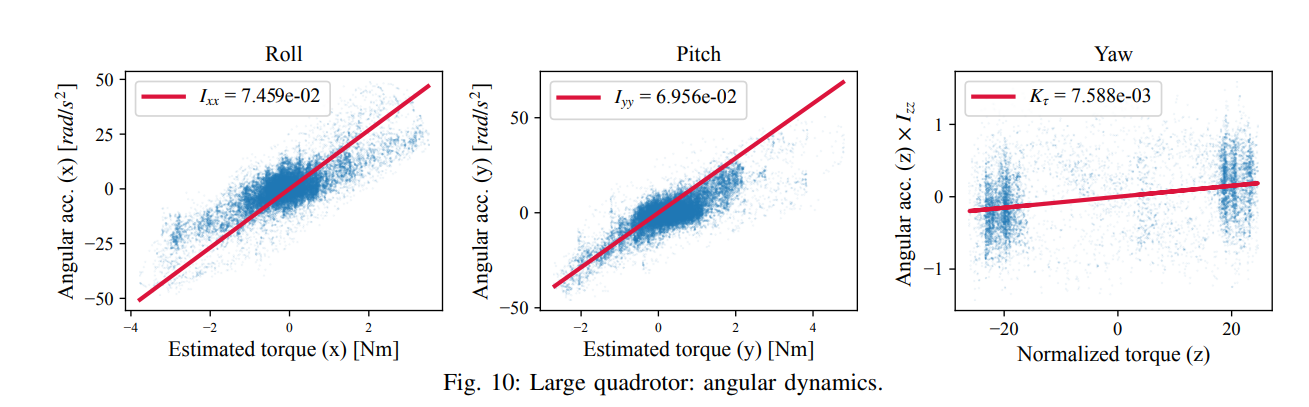 Roll
Angular acc. (x) [rad/s²]
50
25
0
−25
−50
I_xx = 7.459e-02
−4 −2 0 2
Estimated torque (x) [Nm]
Pitch
Angular acc. (y) [rad/s²]
50
0
−50
I_yy = 6.956e-02
−2 0 2 4
Estimated torque (y) [Nm]
Yaw
Angular acc. (z) × I_zz
1
0
−1
K_τ = 7.588e-03
−20 0 20
Normalized torque (z)
Fig. 10: Large quadrotor: angular dynamics.